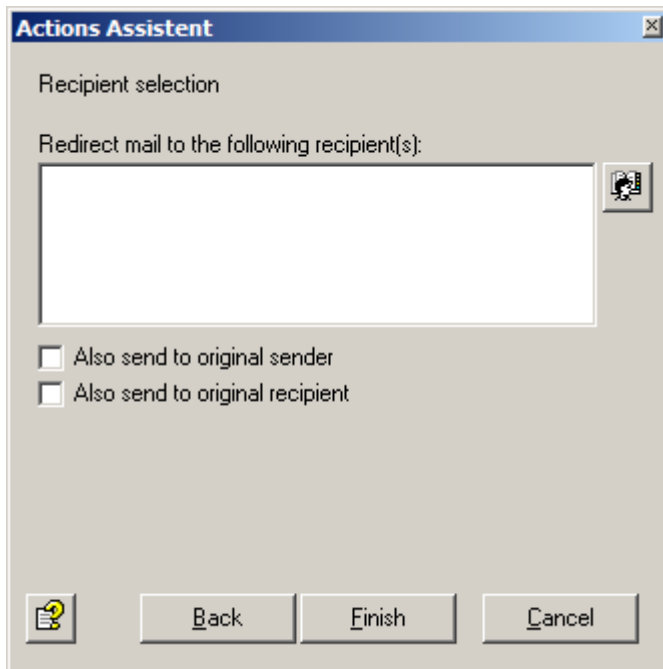 Actions Assistent
Recipient selection
Redirect mail to the following recipient(s):
Also send to original sender
Also send to original recipient
Back Finish Cancel